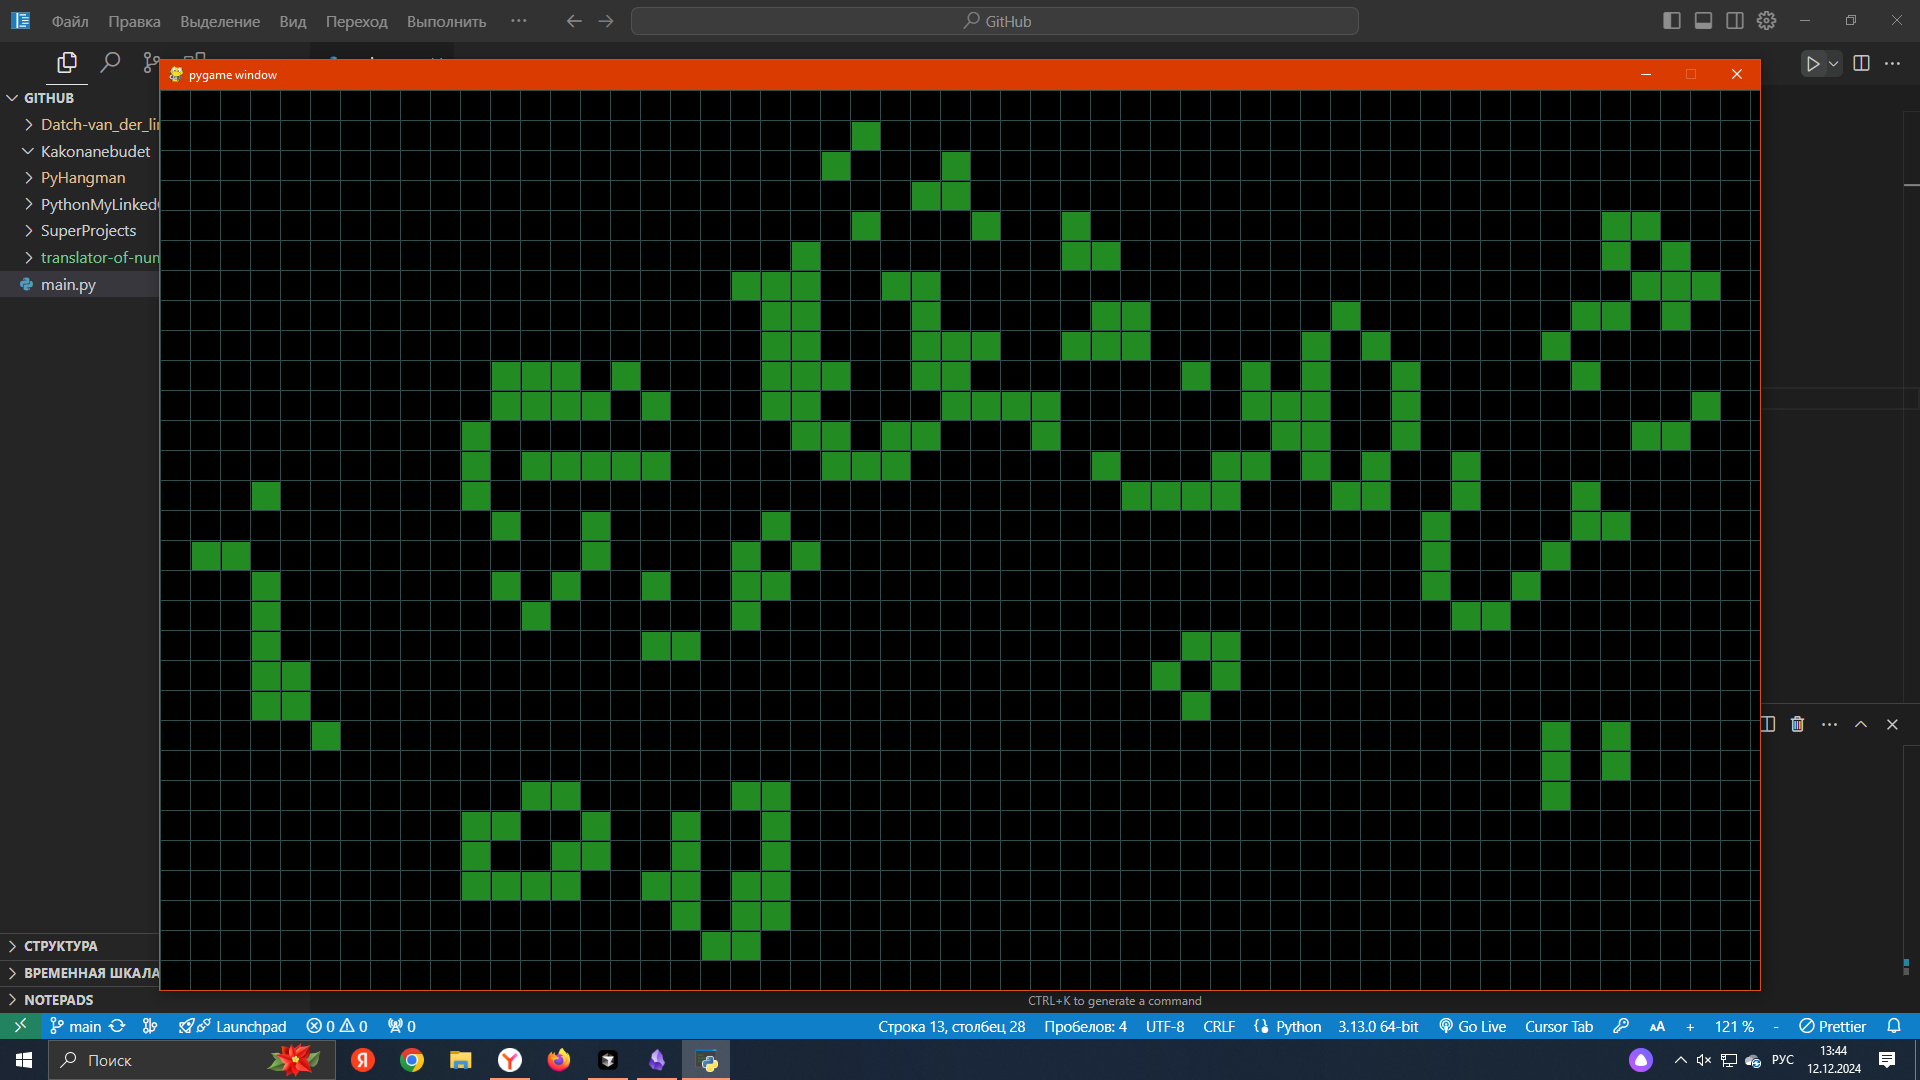 Файл Правка Выделение Вид Переход Выполнить ··· GitHub
pygame window
GITHUB
Datch-van_der_li
Kakonanebudet
PyHangman
PythonMyLinked
SuperProjects
translator-of-nun
main.py
СТРУКТУРА
ВРЕМЕННАЯ ШКАЛА
NOTEPADS
CTRL+K to generate a command
main Launchpad 0 0 0 Строка 13, столбец 28 Пробелов: 4 UTF-8 CRLF Python 3.13.0 64-bit Go Live Cursor Tab AA + 121 % - Prettier
Поиск РУС 13:44
12.12.2024